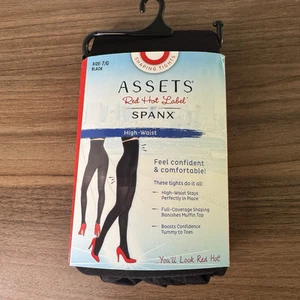 SHAPING TIGHTS
SIZE 7/G
BLACK
ASSETS®
Red Hot Label™
BY
SPANX®
High-Waist
Feel confident
& comfortable!
These tights do it all:
High-Waist Stays
Perfectly in Place
Full-Coverage Shaping
Banishes Muffin Top
Boosts Confidence
Tummy to Toes
You'll Look Red Hot!